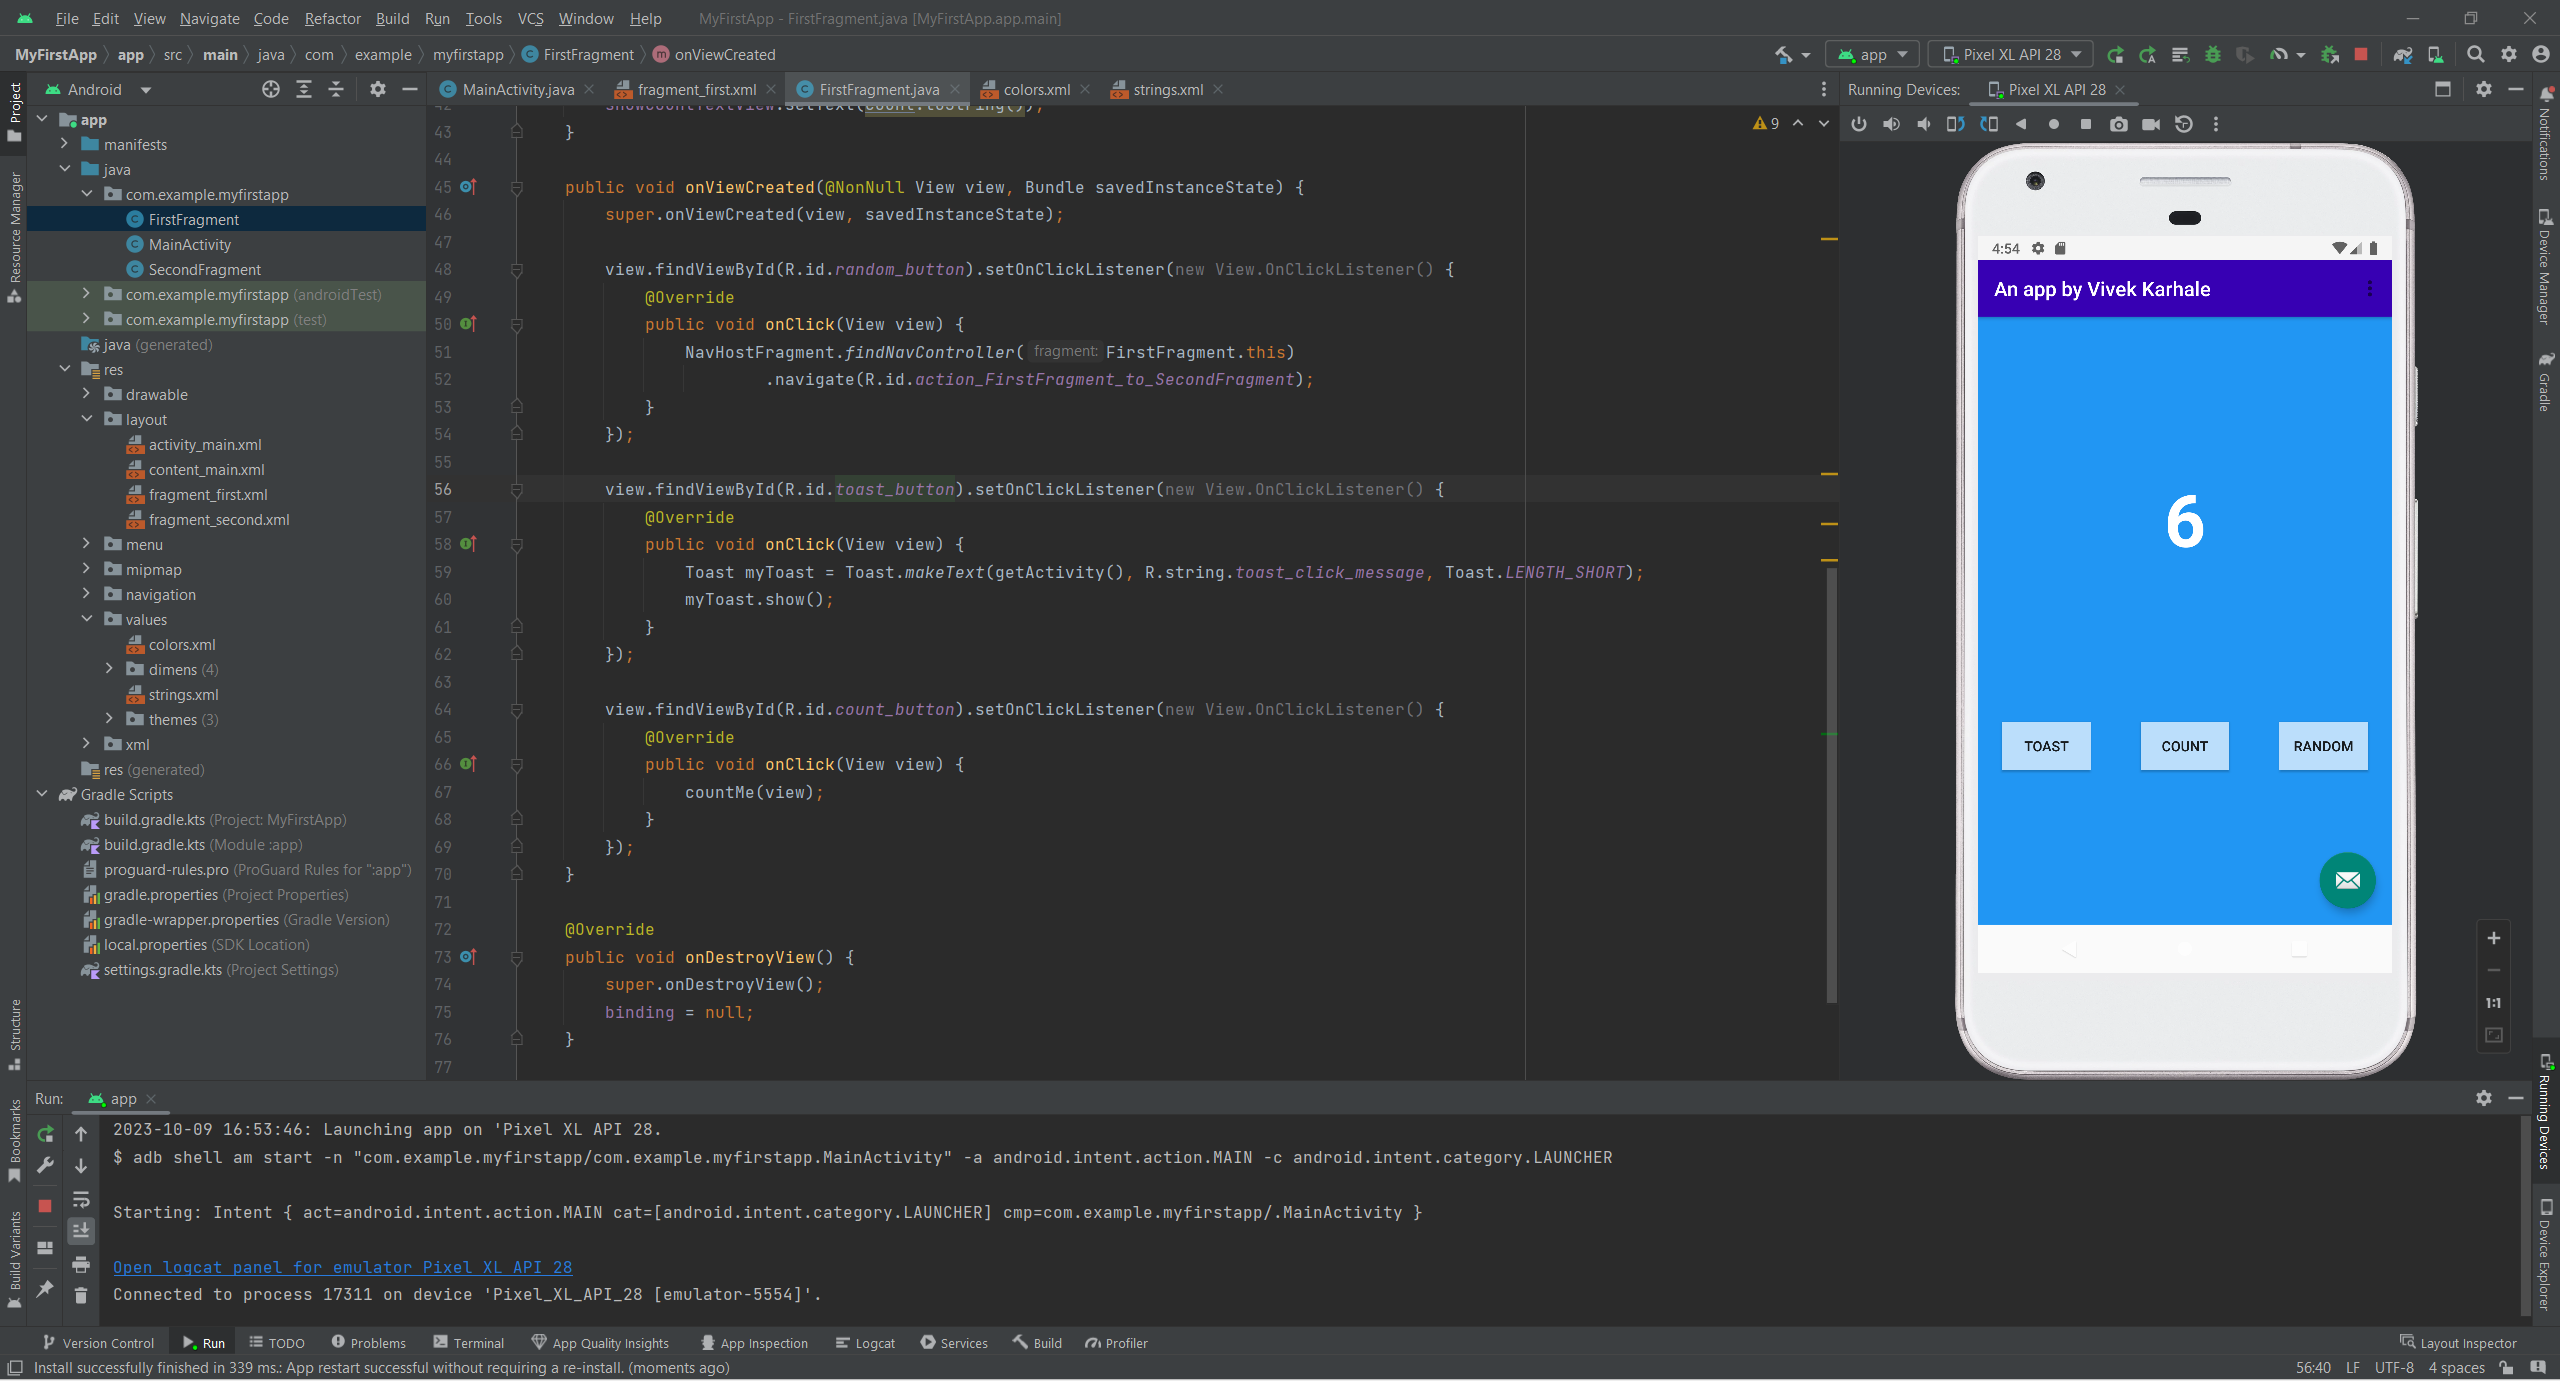 File Edit View Navigate Code Refactor Build Run Tools VCS Window Help MyFirstApp - FirstFragment.java [MyFirstApp.app.main]
MyFirstApp app src main java com example myfirstapp FirstFragment onViewCreated
app Pixel XL API 28
Project
Resource Manager
Structure
Bookmarks
Build Variants
Android
app
manifests
java
com.example.myfirstapp
FirstFragment
MainActivity
SecondFragment
com.example.myfirstapp (androidTest)
com.example.myfirstapp (test)
java (generated)
res
drawable
layout
activity_main.xml
content_main.xml
fragment_first.xml
fragment_second.xml
menu
mipmap
navigation
values
colors.xml
dimens (4)
strings.xml
themes (3)
xml
res (generated)
Gradle Scripts
build.gradle.kts (Project: MyFirstApp)
build.gradle.kts (Module :app)
proguard-rules.pro (ProGuard Rules for ":app")
gradle.properties (Project Properties)
gradle-wrapper.properties (Gradle Version)
local.properties (SDK Location)
settings.gradle.kts (Project Settings)
MainActivity.java fragment_first.xml FirstFragment.java colors.xml strings.xml
9
43 }
44
45 public void onViewCreated(@NonNull View view, Bundle savedInstanceState) {
46 super.onViewCreated(view, savedInstanceState);
47
48 view.findViewById(R.id.random_button).setOnClickListener(new View.OnClickListener() {
49 @Override
50 public void onClick(View view) {
51 NavHostFragment.findNavController( fragment: FirstFragment.this)
52 .navigate(R.id.action_FirstFragment_to_SecondFragment);
53 }
54 });
55
56 view.findViewById(R.id.toast_button).setOnClickListener(new View.OnClickListener() {
57 @Override
58 public void onClick(View view) {
59 Toast myToast = Toast.makeText(getActivity(), R.string.toast_click_message, Toast.LENGTH_SHORT);
60 myToast.show();
61 }
62 });
63
64 view.findViewById(R.id.count_button).setOnClickListener(new View.OnClickListener() {
65 @Override
66 public void onClick(View view) {
67 countMe(view);
68 }
69 });
70 }
71
72 @Override
73 public void onDestroyView() {
74 super.onDestroyView();
75 binding = null;
76 }
77
Running Devices: Pixel XL API 28
4:54
An app by Vivek Karhale
6
TOAST COUNT RANDOM
1:1
Notifications
Device Manager
Gradle
Running Devices
Device Explorer
Run: app
2023-10-09 16:53:46: Launching app on 'Pixel XL API 28.
$ adb shell am start -n "com.example.myfirstapp/com.example.myfirstapp.MainActivity" -a android.intent.action.MAIN -c android.intent.category.LAUNCHER
Starting: Intent { act=android.intent.action.MAIN cat=[android.intent.category.LAUNCHER] cmp=com.example.myfirstapp/.MainActivity }
Open logcat panel for emulator Pixel XL API 28
Connected to process 17311 on device 'Pixel_XL_API_28 [emulator-5554]'.
Version Control Run TODO Problems Terminal App Quality Insights App Inspection Logcat Services Build Profiler Layout Inspector
Install successfully finished in 339 ms.: App restart successful without requiring a re-install. (moments ago) 56:40 LF UTF-8 4 spaces